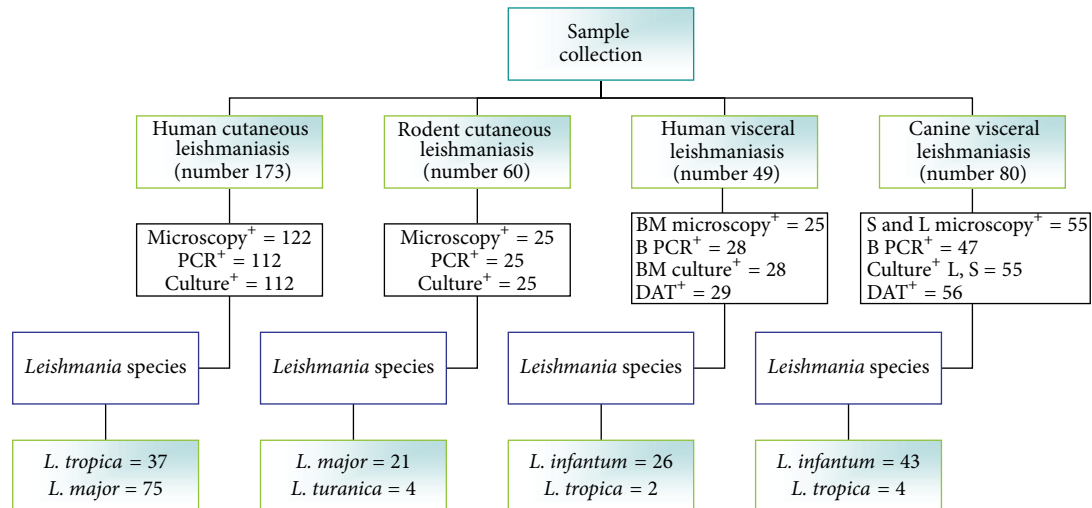 Sample
collection
Human cutaneous
leishmaniasis
(number 173)
Rodent cutaneous
leishmaniasis
(number 60)
Human visceral
leishmaniasis
(number 49)
Canine visceral
leishmaniasis
(number 80)
Microscopy⁺ = 122
PCR⁺ = 112
Culture⁺ = 112
Microscopy⁺ = 25
PCR⁺ = 25
Culture⁺ = 25
BM microscopy⁺ = 25
B PCR⁺ = 28
BM culture⁺ = 28
DAT⁺ = 29
S and L microscopy⁺ = 55
B PCR⁺ = 47
Culture⁺ L, S = 55
DAT⁺ = 56
Leishmania species
Leishmania species
Leishmania species
Leishmania species
L. tropica = 37
L. major = 75
L. major = 21
L. turanica = 4
L. infantum = 26
L. tropica = 2
L. infantum = 43
L. tropica = 4